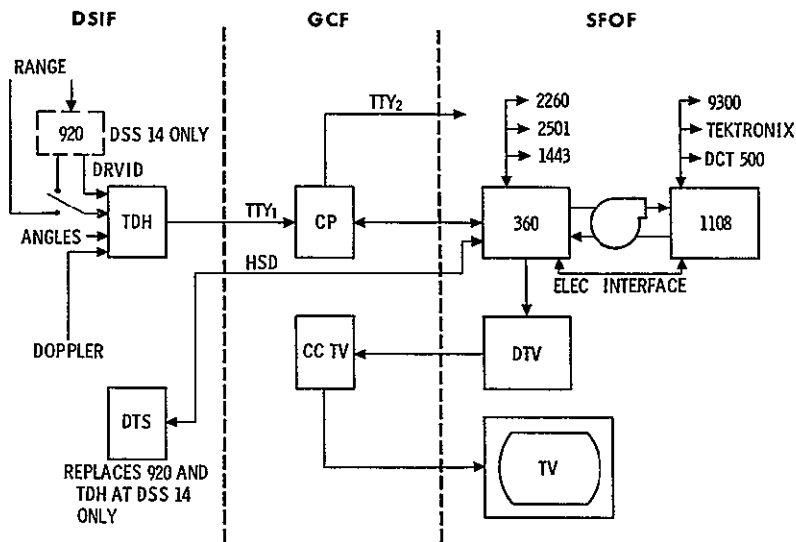 DSIF
GCF
SFOF
RANGE
920
DSS 14 ONLY
DRVID
TDH
ANGLES
DOPPLER
DTS
REPLACES 920 AND
TDH AT DSS 14
ONLY
TTY2
TTY1
CP
HSD
CC TV
2260
2501
1443
9300
TEKTRONIX
DCT 500
360
1108
ELEC INTERFACE
DTV
TV